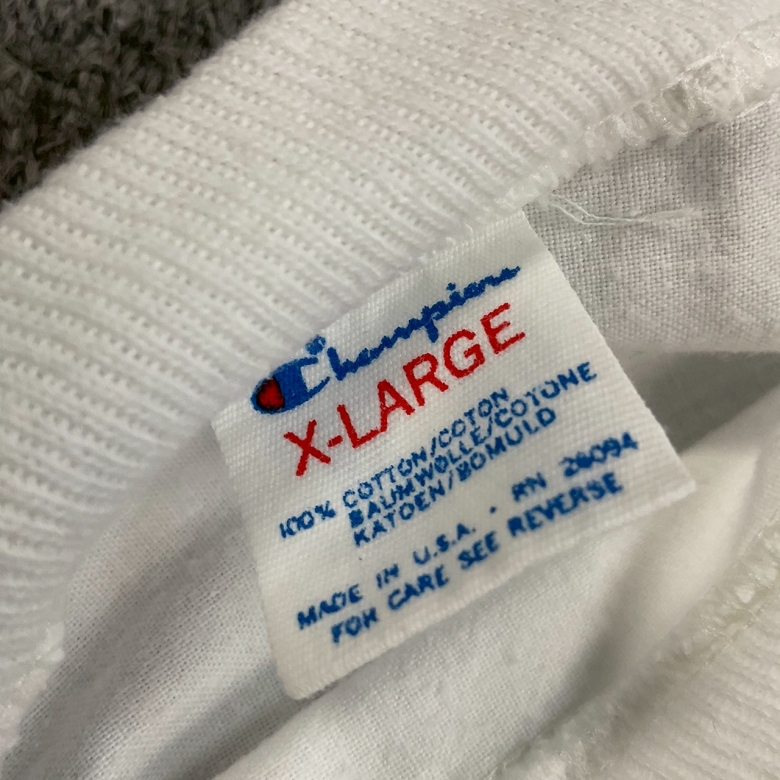 Champion
X-LARGE
100% COTTON/COTON
BAUMWOLLE/COTONE
KATOEN/BOMULD
MADE IN U.S.A. • RN 26094
FOR CARE SEE REVERSE